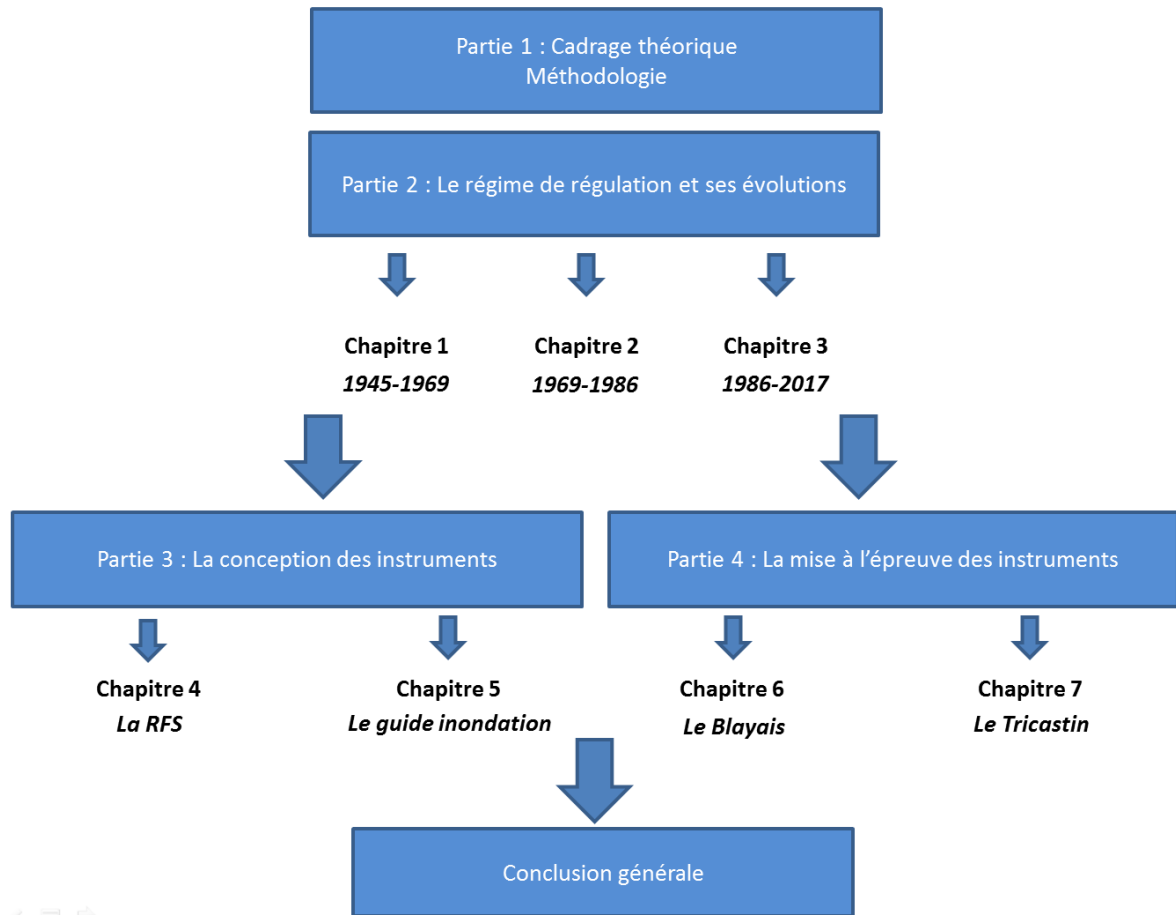 Partie 1 : Cadrage théorique
Méthodologie
Partie 2 : Le régime de régulation et ses évolutions
Chapitre 1
1945-1969
Chapitre 2
1969-1986
Chapitre 3
1986-2017
Partie 3 : La conception des instruments
Partie 4 : La mise à l’épreuve des instruments
Chapitre 4
La RFS
Chapitre 5
Le guide inondation
Chapitre 6
Le Blayais
Chapitre 7
Le Tricastin
Conclusion générale